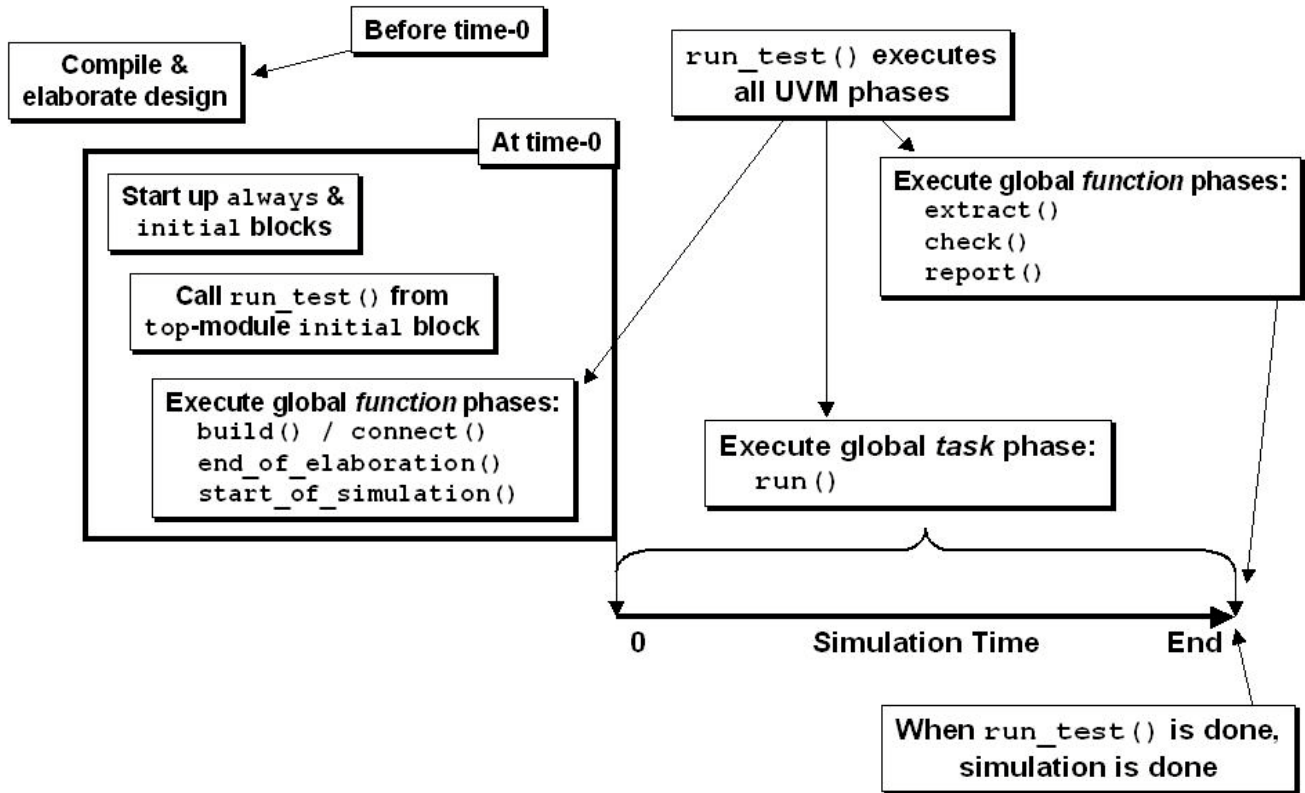 Before time-0
Compile &
elaborate design
At time-0
Start up always &
initial blocks
Call run_test() from
top-module initial block
Execute global function phases:
build() / connect()
end_of_elaboration()
start_of_simulation()
run_test() executes
all UVM phases
Execute global function phases:
extract()
check()
report()
Execute global task phase:
run()
0 Simulation Time End
When run_test() is done,
simulation is done